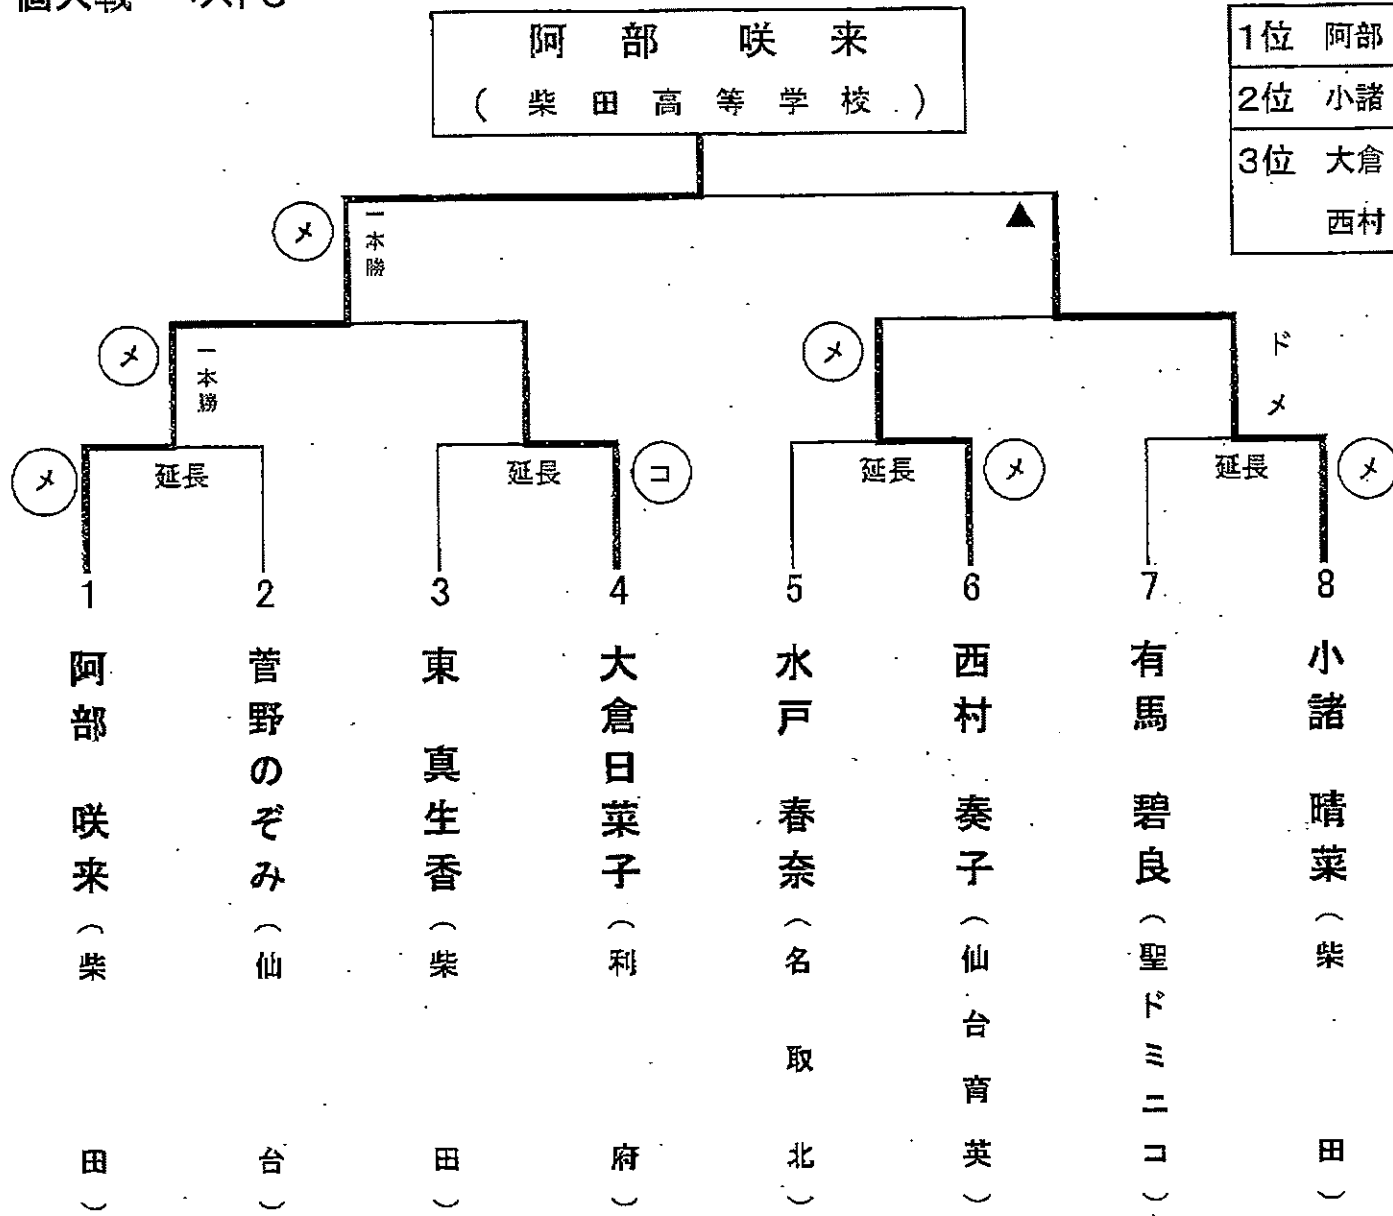 個人戦
阿部 咲来
(柴田高等学校)
1位 阿部
2位 小諸
3位 大倉
西村
メ
一本勝
▲
メ
一本勝
メ
ド
メ
メ
延長
延長
コ
延長
メ
延長
メ
1 2 3 4 5 6 7 8
阿部 咲来(柴田)
菅野のぞみ(仙台)
東 真生香(柴田)
大倉日菜子(利府)
水戸 春奈(名取北)
西村 奏子(仙台育英)
有馬 碧良(聖ドミニコ)
小諸 晴菜(柴田)